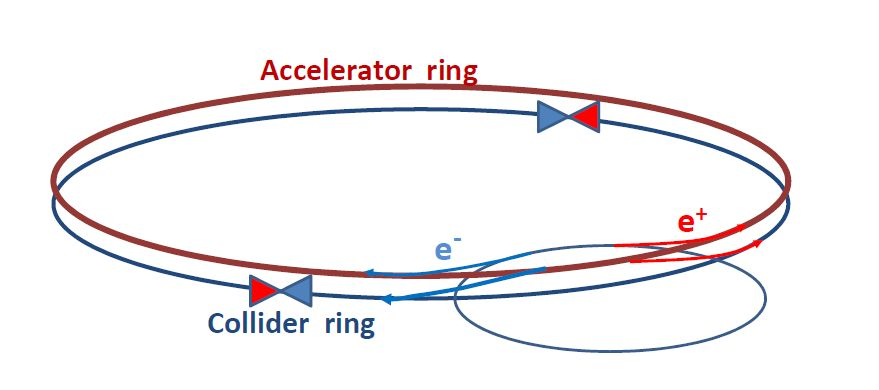 Accelerator ring
e⁺
e⁻
Collider ring